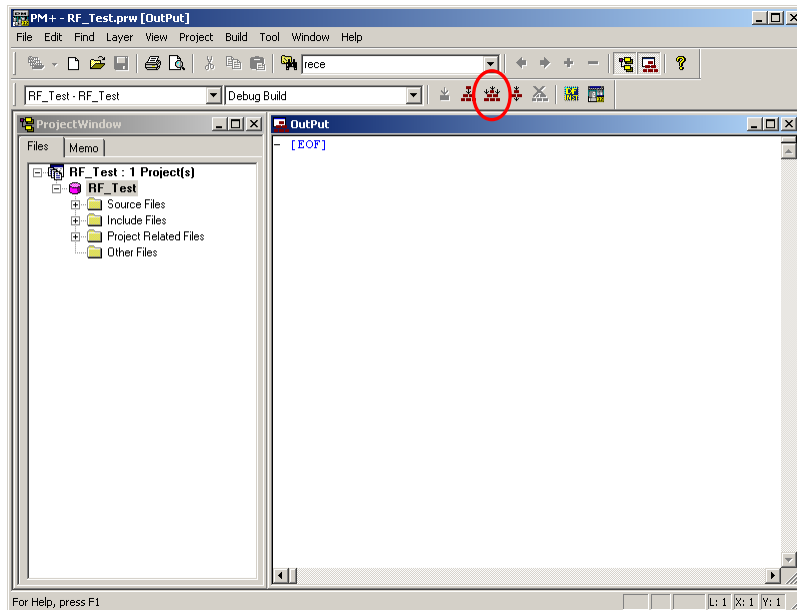 PM+ - RF_Test.prw [OutPut]
File Edit Find Layer View Project Build Tool Window Help
rece
RF_Test - RF_Test Debug Build
ProjectWindow
OutPut
Files Memo
[EOF]
RF_Test : 1 Project(s)
RF_Test
Source Files
Include Files
Project Related Files
Other Files
For Help, press F1
L: 1 X: 1 Y: 1